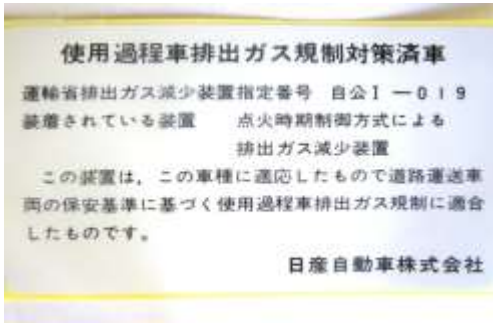 使用過程車排出ガス規制対策済車
運輸省排出ガス減少装置指定番号 自公I-019
装着されている装置 点火時期制御方式による
排出ガス減少装置
この装置は、この車種に適応したもので道路運送車
両の保安基準に基づく使用過程車排出ガス規制に適合
したものです。
日産自動車株式会社